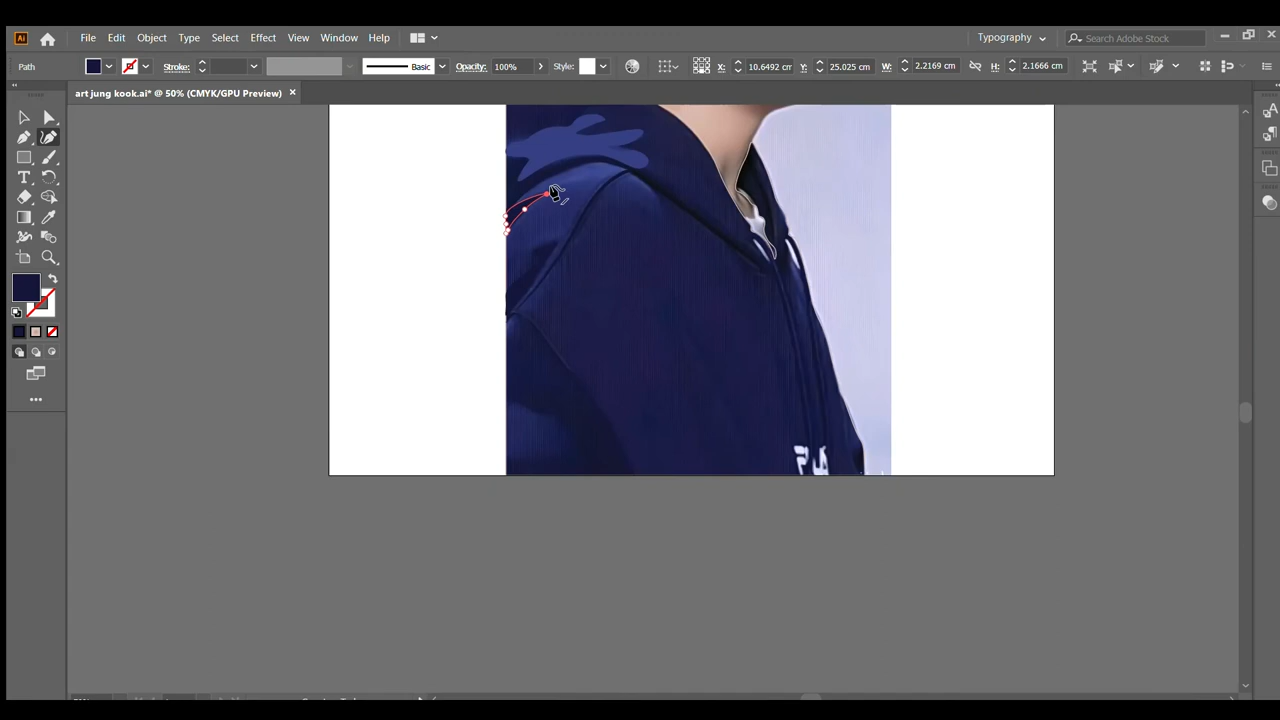 Ai File Edit Object Type Select Effect View Window Help Typography Search Adobe Stock
Path Stroke: Basic Opacity: 100% Style: X: 10.6492 cm Y: 25.025 cm W: 2.2169 cm H: 2.1666 cm
art jung kook.ai* @ 50% (CMYK/GPU Preview)